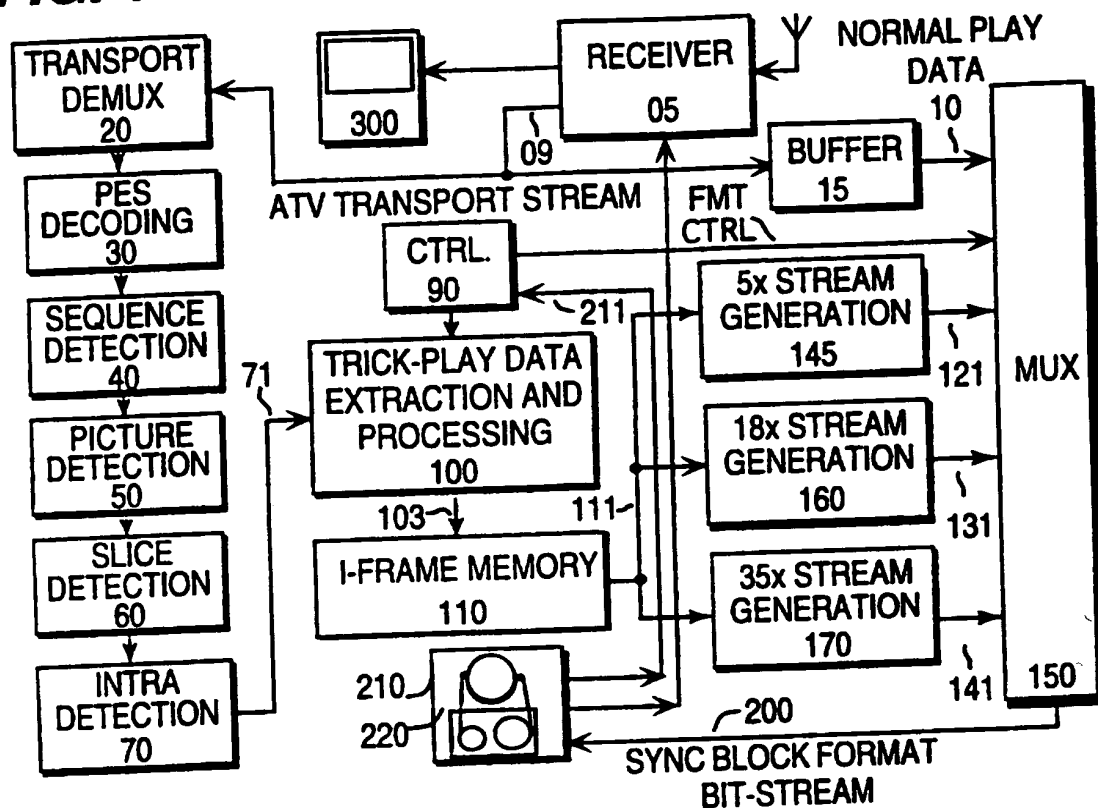 TRANSPORT
DEMUX
20
PES
DECODING
30
SEQUENCE
DETECTION
40
PICTURE
DETECTION
50
SLICE
DETECTION
60
INTRA
DETECTION
70
71
300
RECEIVER
05
09
ATV TRANSPORT STREAM
NORMAL PLAY
DATA
10
BUFFER
15
FMT
CTRL
CTRL.
90
211
TRICK-PLAY DATA
EXTRACTION AND
PROCESSING
100
103
111
I-FRAME MEMORY
110
5x STREAM
GENERATION
145
121
18x STREAM
GENERATION
160
131
35x STREAM
GENERATION
170
141
MUX
150
210
220
200
SYNC BLOCK FORMAT
BIT-STREAM